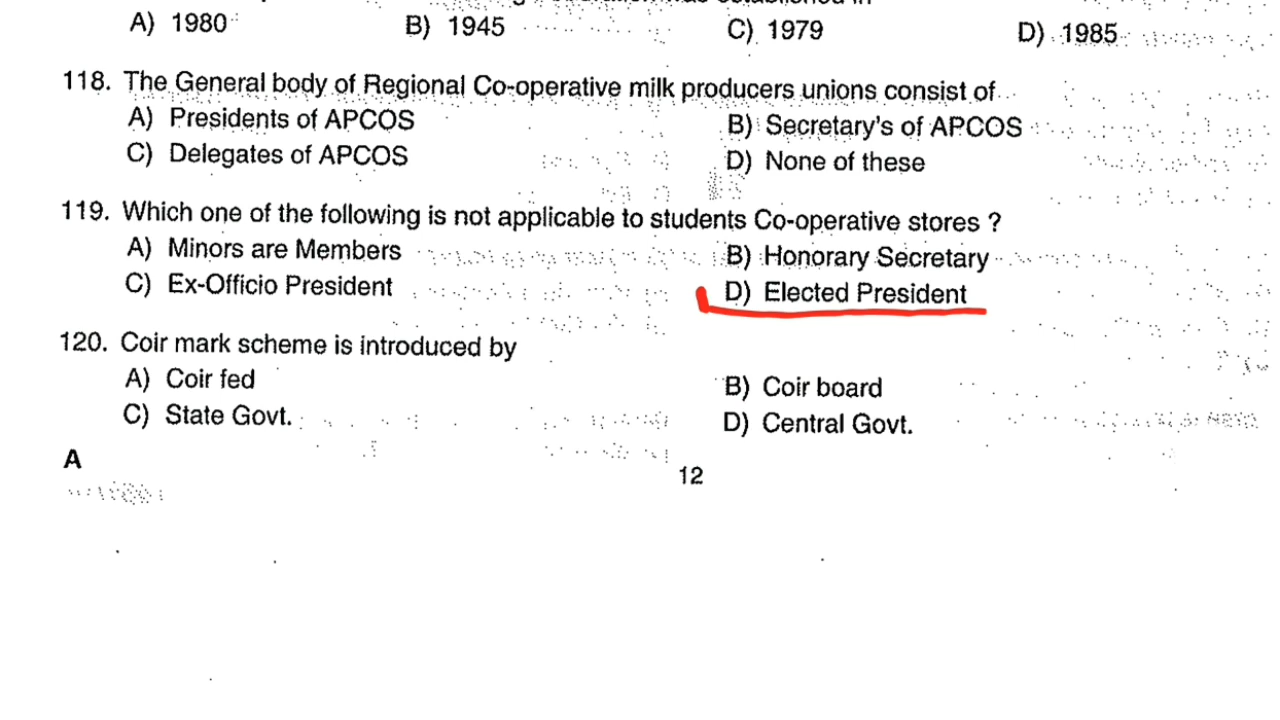 A) 1980 B) 1945 C) 1979 D) 1985
118. The General body of Regional Co-operative milk producers unions consist of
A) Presidents of APCOS B) Secretary's of APCOS
C) Delegates of APCOS D) None of these
119. Which one of the following is not applicable to students Co-operative stores ?
A) Minors are Members B) Honorary Secretary
C) Ex-Officio President D) Elected President
120. Coir mark scheme is introduced by
A) Coir fed B) Coir board
C) State Govt. D) Central Govt.
A
12